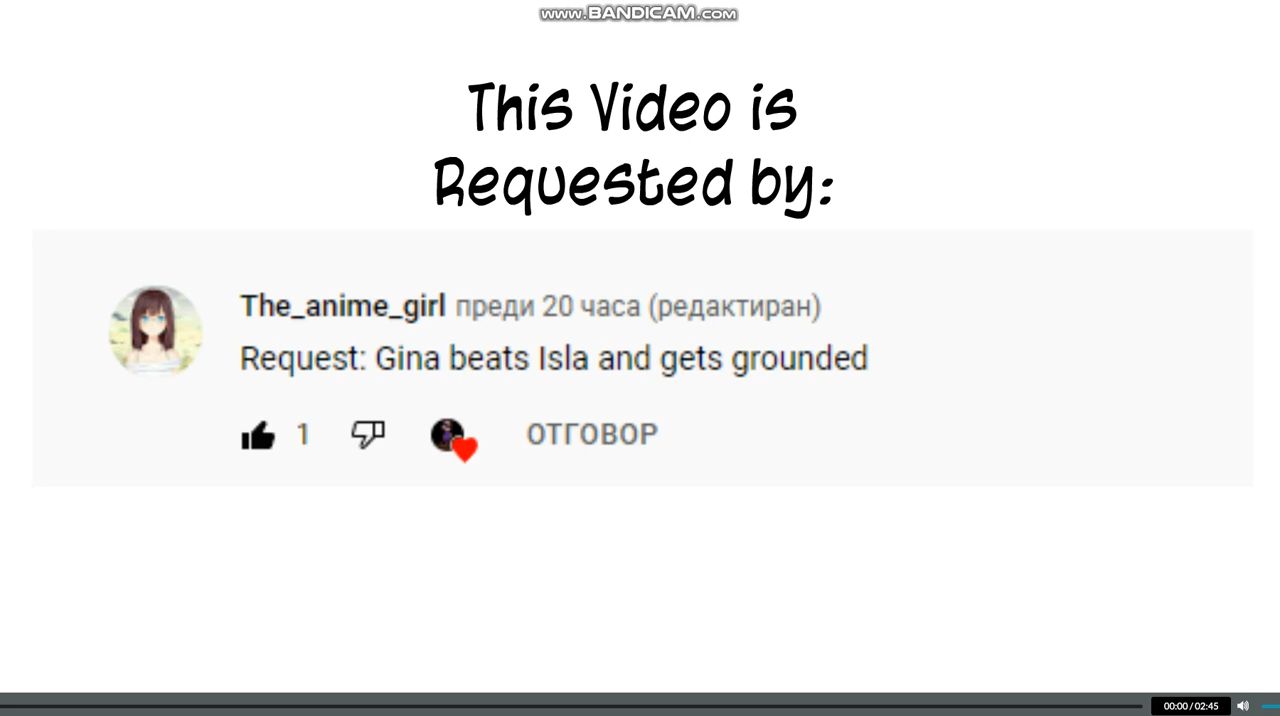 www.BANDICAM.com
This Video is
Requested by:
The_anime_girl преди 20 часа (редактиран)
Request: Gina beats Isla and gets grounded
1 ОТГОВОР
00:00 / 02:45